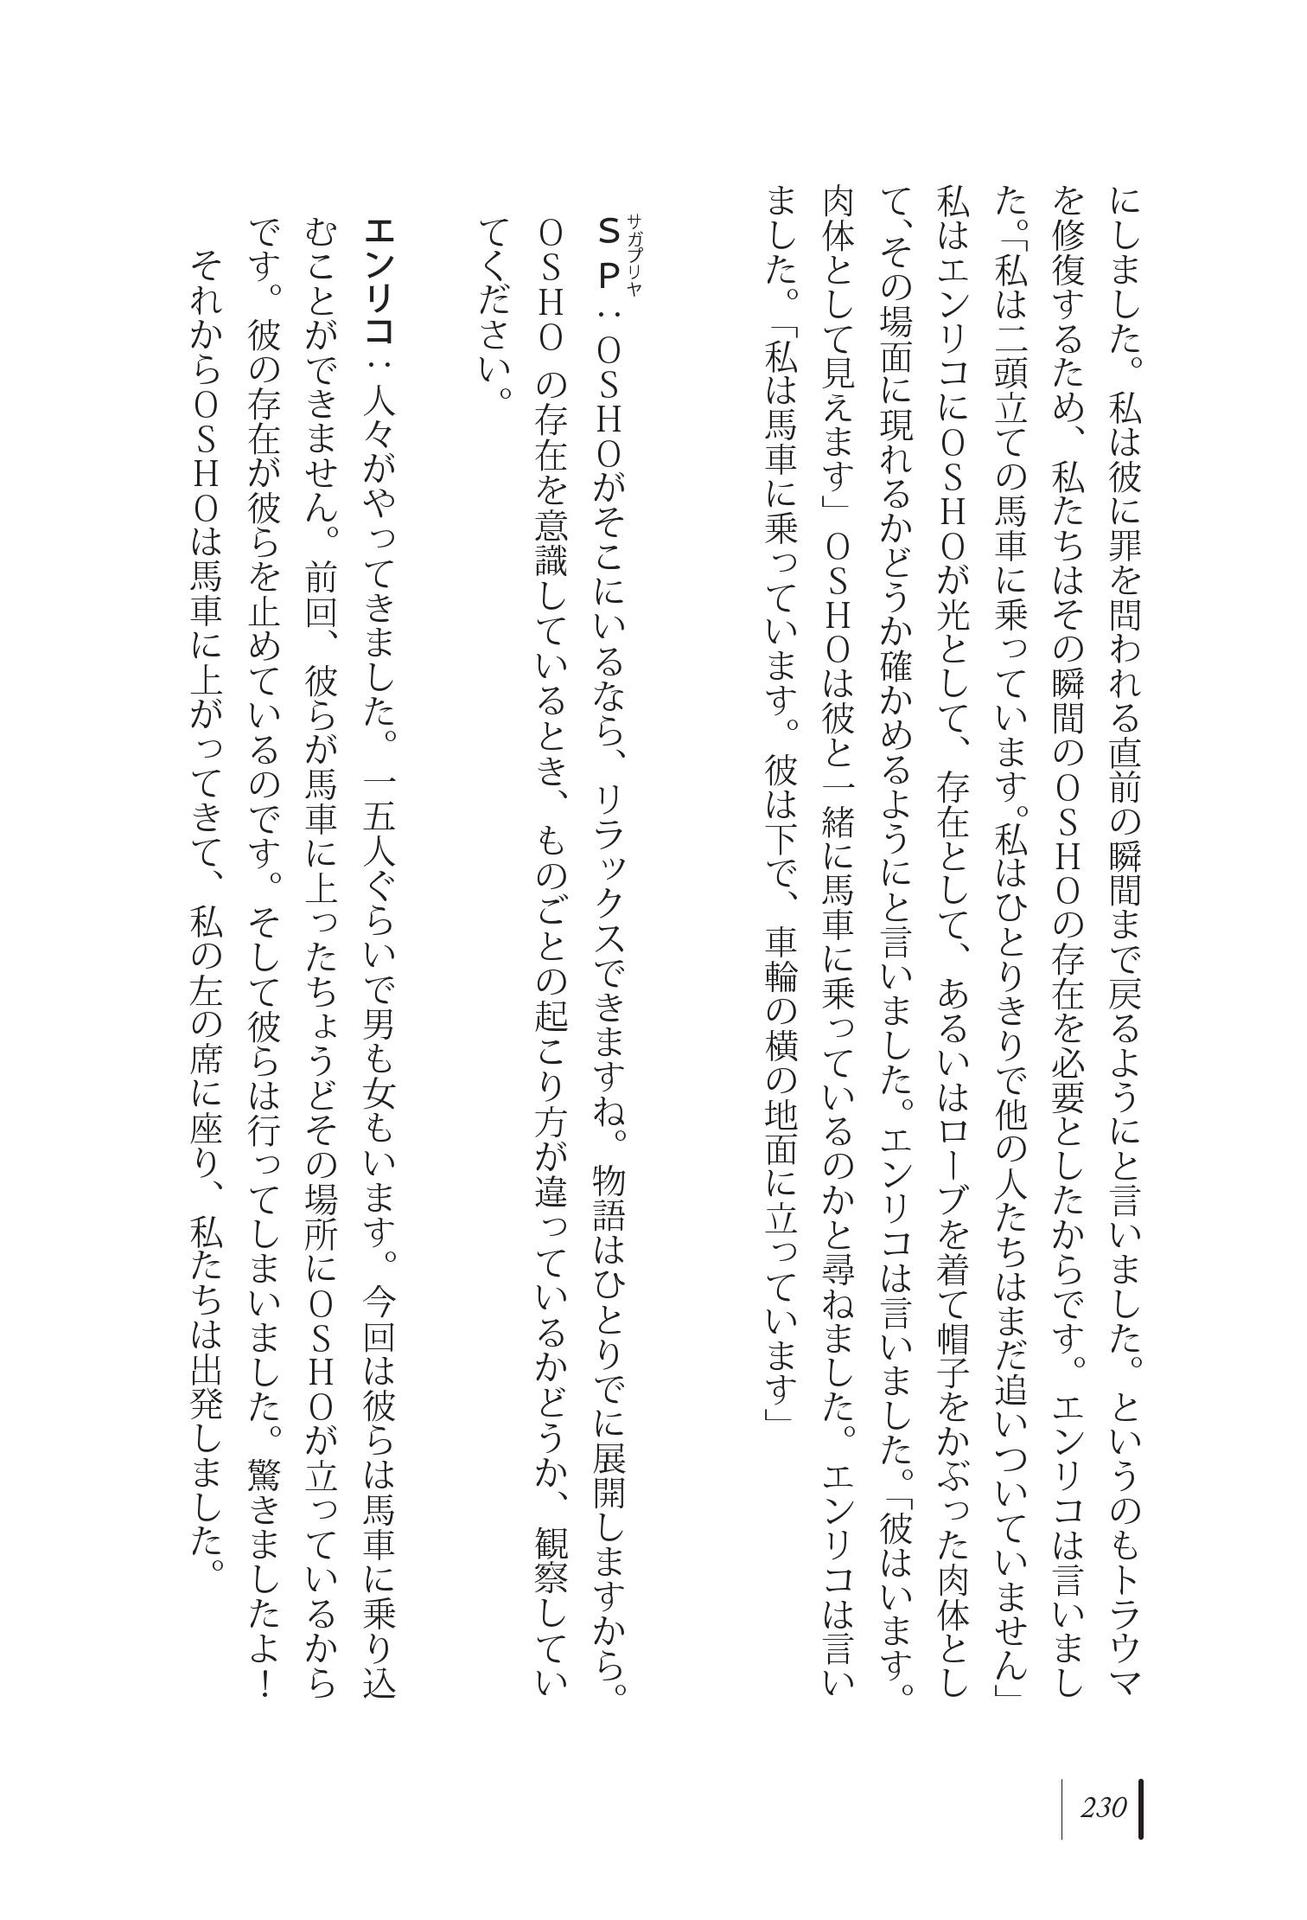 にしました。私は彼に罪を問われる直前の瞬間まで戻るようにと言いました。というのもトラウマ
を修復するため、私たちはその瞬間のOSHOの存在を必要としたからです。エンリコは言いまし
た。「私は二頭立ての馬車に乗っています。私はひとりきりで他の人たちはまだ追いついていません」
私はエンリコにOSHOが光として、存在として、あるいはローブを着て帽子をかぶった肉体とし
て、その場面に現れるかどうか確かめるようにと言いました。エンリコは言いました。「彼はいます。
肉体として見えます」OSHOは彼と一緒に馬車に乗っているのかと尋ねました。エンリコは言い
ました。「私は馬車に乗っています。彼は下で、車輪の横の地面に立っています」
サガプリヤ
SP：OSHOがそこにいるなら、リラックスできますね。物語はひとりでに展開しますから。
OSHOの存在を意識しているとき、ものごとの起こり方が違っているかどうか、観察してい
てください。
エンリコ：人々がやってきました。一五人ぐらいで男も女もいます。今回は彼らは馬車に乗り込
むことができません。前回、彼らが馬車に上ったちょうどその場所にOSHOが立っているから
です。彼の存在が彼らを止めているのです。そして彼らは行ってしまいました。驚きましたよ！
それからOSHOは馬車に上がってきて、私の左の席に座り、私たちは出発しました。
230